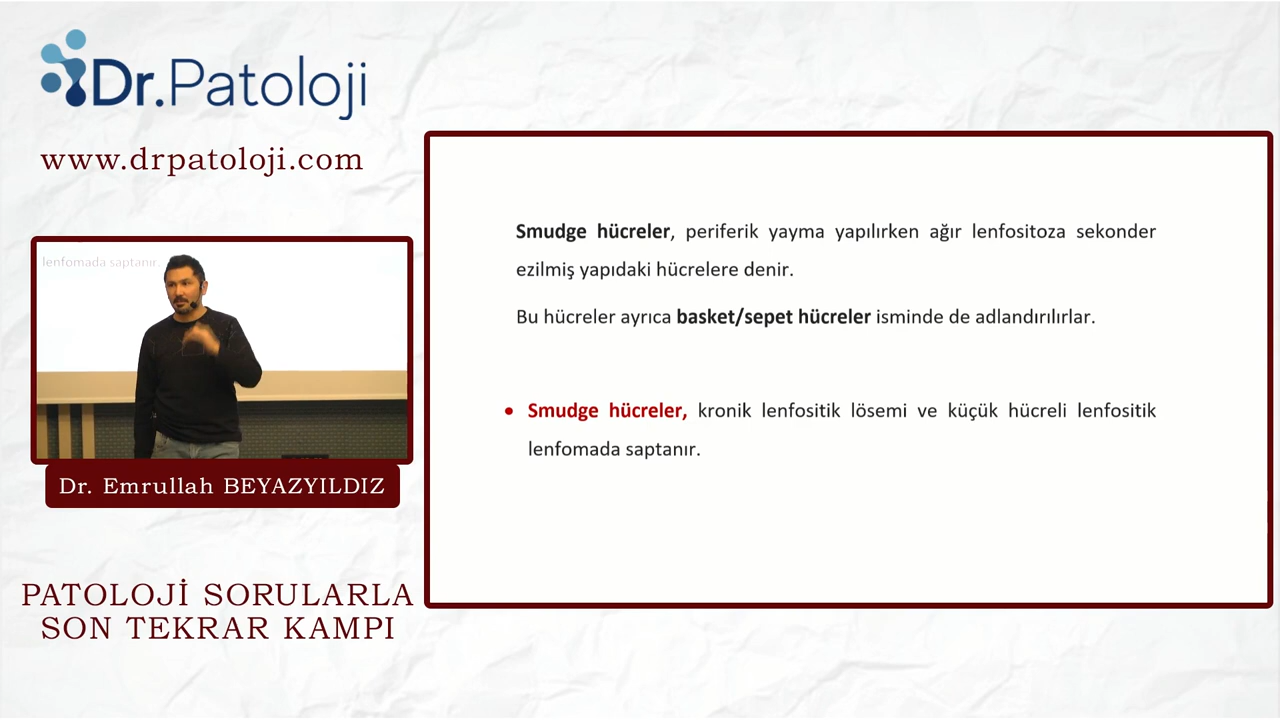 Dr.Patoloji
www.drpatoloji.com
lenfomada saptanır.
Dr. Emrullah BEYAZYILDIZ
PATOLOJİ SORULARLA
SON TEKRAR KAMPI
Smudge hücreler, periferik yayma yapılırken ağır lenfositoza sekonder
ezilmiş yapıdaki hücrelere denir.
Bu hücreler ayrıca basket/sepet hücreler isminde de adlandırılırlar.
• Smudge hücreler, kronik lenfositik lösemi ve küçük hücreli lenfositik
lenfomada saptanır.